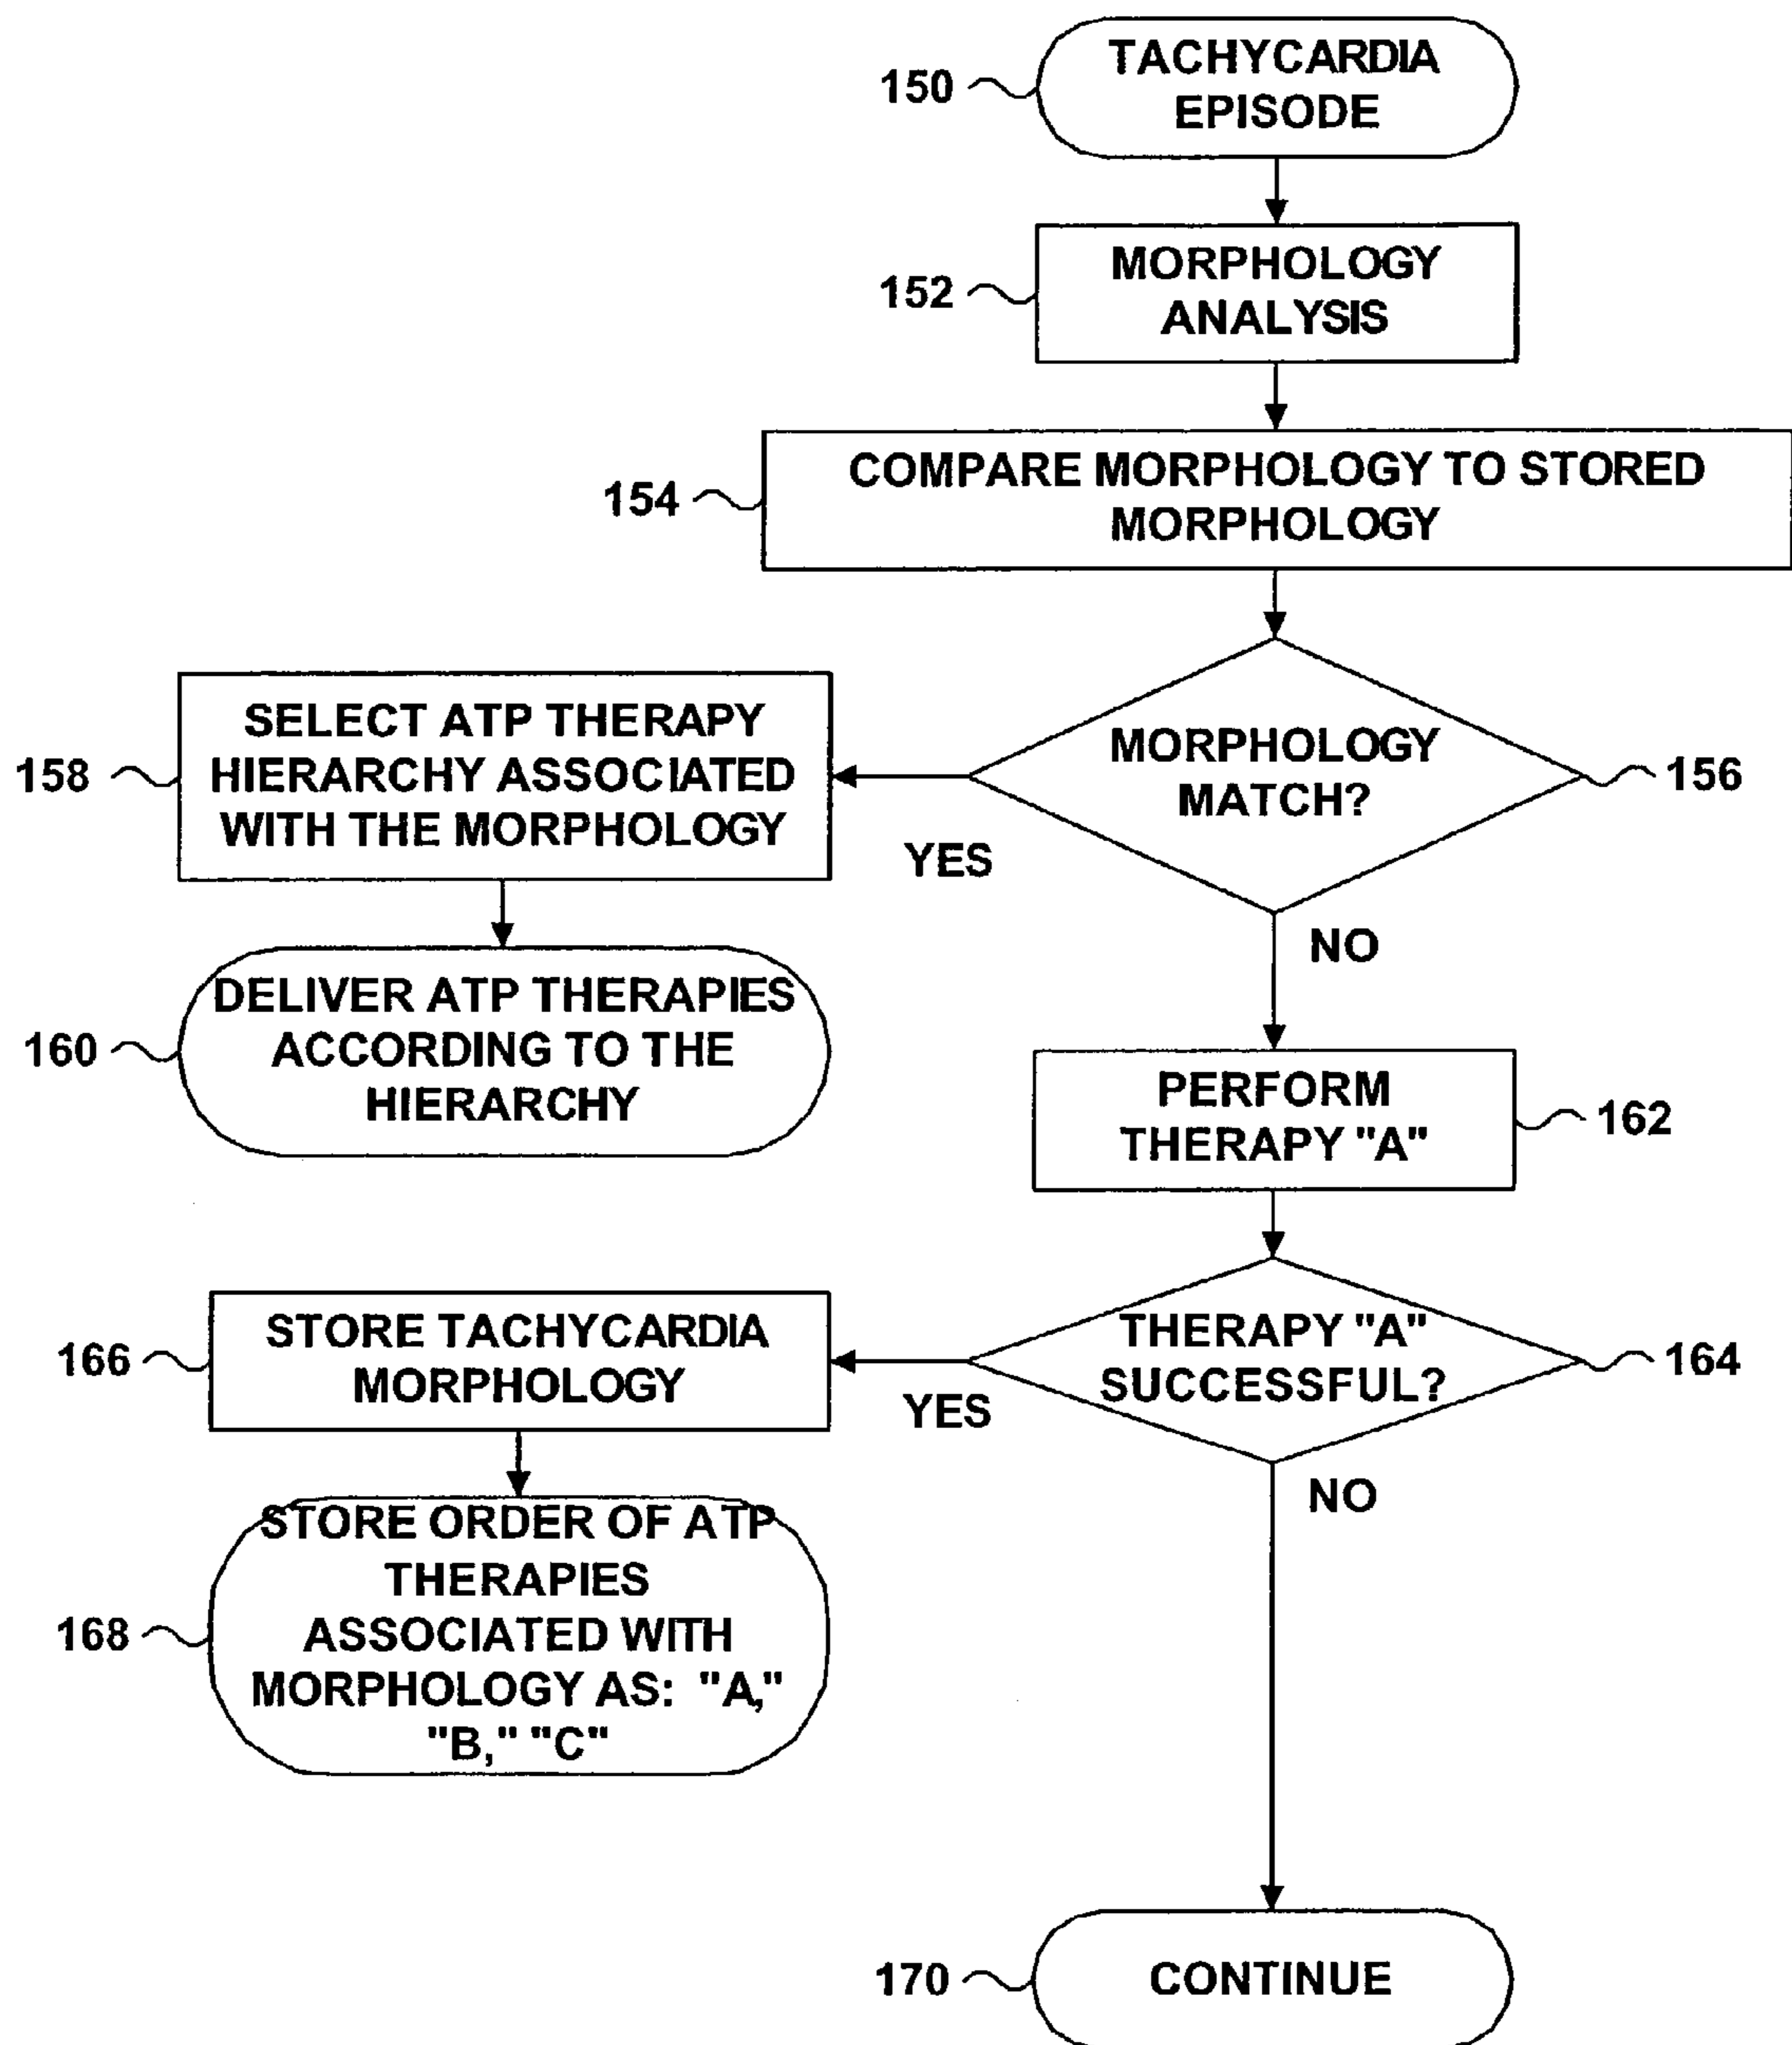 TACHYCARDIA
EPISODE
150
MORPHOLOGY
ANALYSIS
152
COMPARE MORPHOLOGY TO STORED
MORPHOLOGY
154
MORPHOLOGY
MATCH?
156
YES
NO
SELECT ATP THERAPY
HIERARCHY ASSOCIATED
WITH THE MORPHOLOGY
158
DELIVER ATP THERAPIES
ACCORDING TO THE
HIERARCHY
160
PERFORM
THERAPY "A"
162
THERAPY "A"
SUCCESSFUL?
164
YES
NO
STORE TACHYCARDIA
MORPHOLOGY
166
STORE ORDER OF ATP
THERAPIES
ASSOCIATED WITH
MORPHOLOGY AS: "A,"
"B," "C"
168
CONTINUE
170